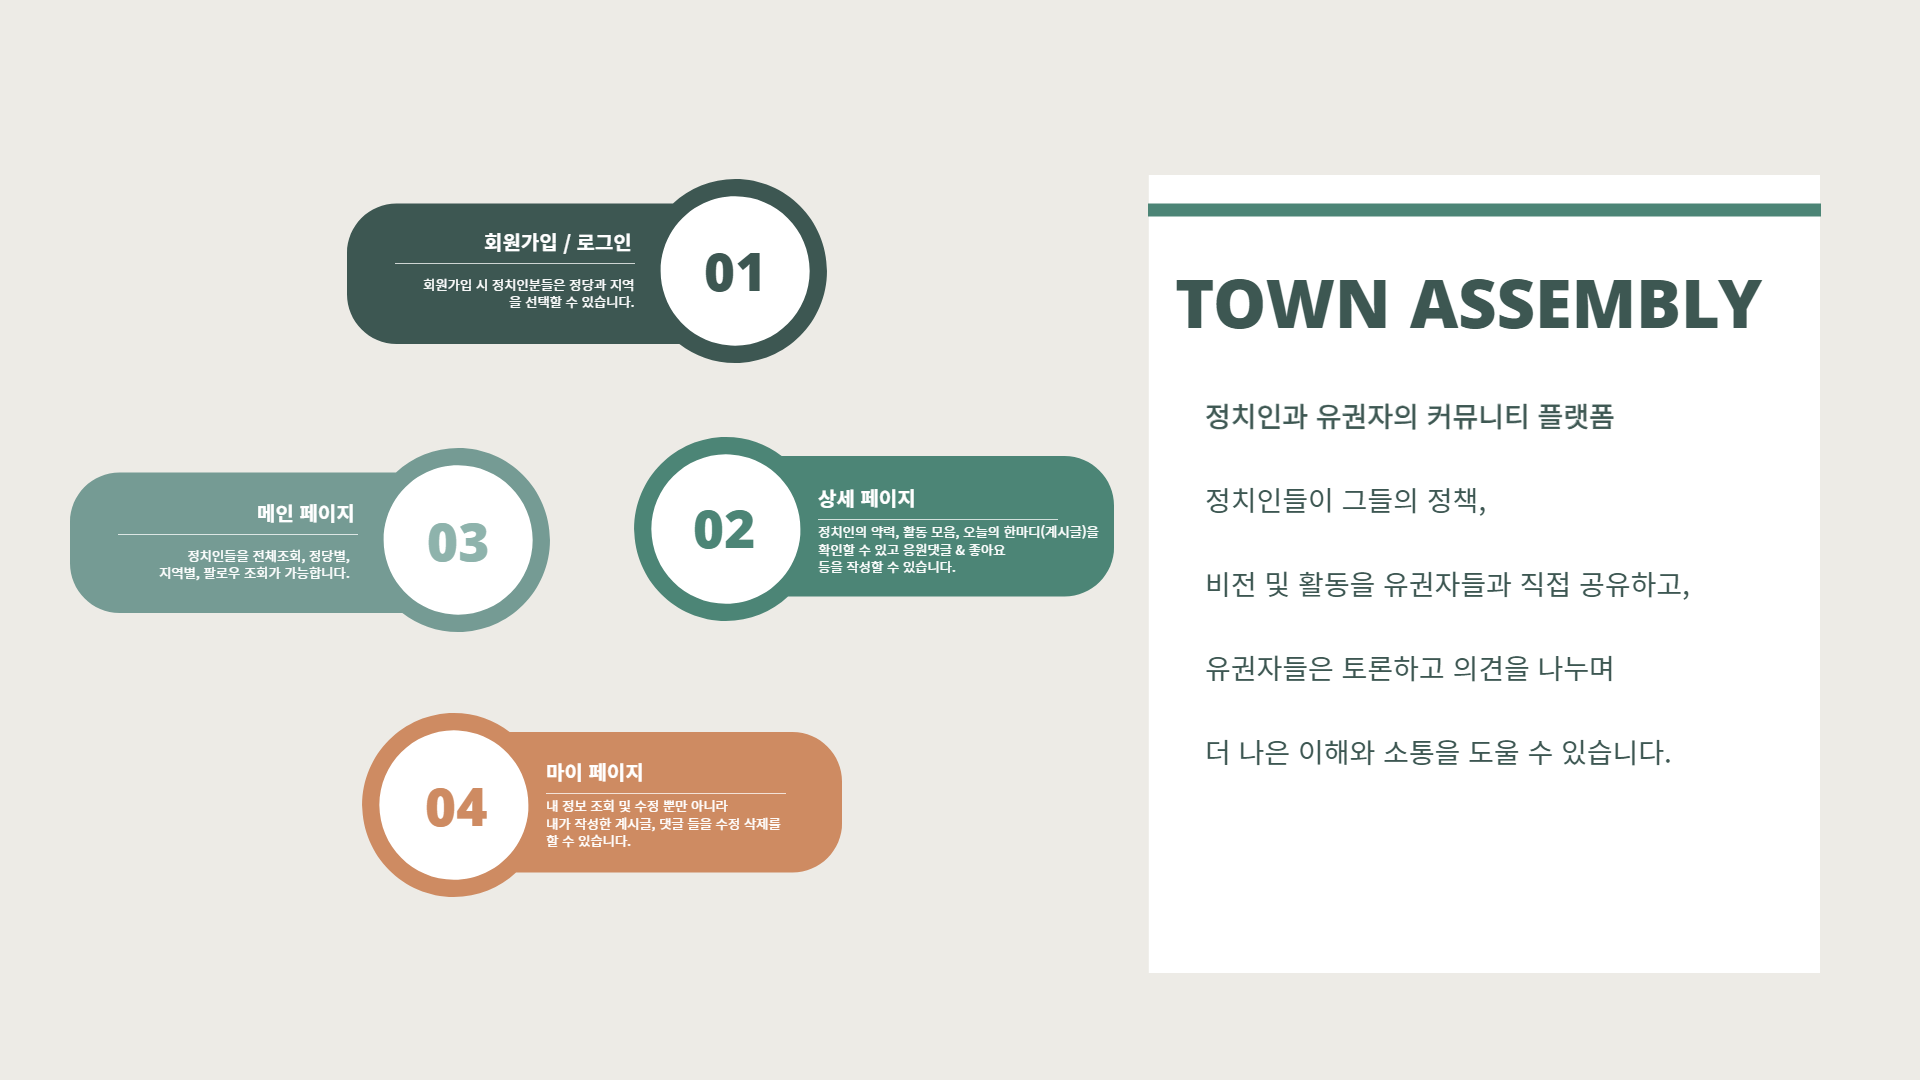 회원가입 / 로그인
회원가입 시 정치인분들은 정당과 지역
을 선택할 수 있습니다.
01
02
상세 페이지
정치인의 약력, 활동 모음, 오늘의 한마디(게시글)을
확인할 수 있고 응원댓글 & 좋아요
등을 작성할 수 있습니다.
메인 페이지
정치인들을 전체조회, 정당별,
지역별, 팔로우 조회가 가능합니다.
03
04
마이 페이지
내 정보 조회 및 수정 뿐만 아니라
내가 작성한 게시글, 댓글 들을 수정 삭제를
할 수 있습니다.
TOWN ASSEMBLY
정치인과 유권자의 커뮤니티 플랫폼
정치인들이 그들의 정책,
비전 및 활동을 유권자들과 직접 공유하고,
유권자들은 토론하고 의견을 나누며
더 나은 이해와 소통을 도울 수 있습니다.